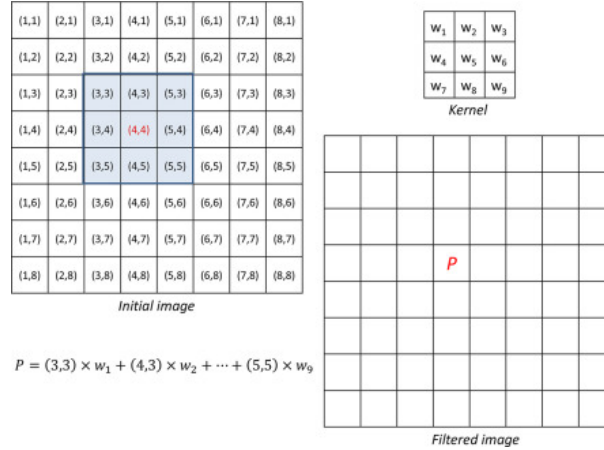 (1,1) (2,1) (3,1) (4,1) (5,1) (6,1) (7,1) (8,1)
(1,2) (2,2) (3,2) (4,2) (5,2) (6,2) (7,2) (8,2)
(1,3) (2,3) (3,3) (4,3) (5,3) (6,3) (7,3) (8,3)
(1,4) (2,4) (3,4) (4,4) (5,4) (6,4) (7,4) (8,4)
(1,5) (2,5) (3,5) (4,5) (5,5) (6,5) (7,5) (8,5)
(1,6) (2,6) (3,6) (4,6) (5,6) (6,6) (7,6) (8,6)
(1,7) (2,7) (3,7) (4,7) (5,7) (6,7) (7,7) (8,7)
(1,8) (2,8) (3,8) (4,8) (5,8) (6,8) (7,8) (8,8)
Initial image
P = (3,3) × w₁ + (4,3) × w₂ + ⋯ + (5,5) × w₉
w₁ w₂ w₃
w₄ w₅ w₆
w₇ w₈ w₉
Kernel
P
Filtered image